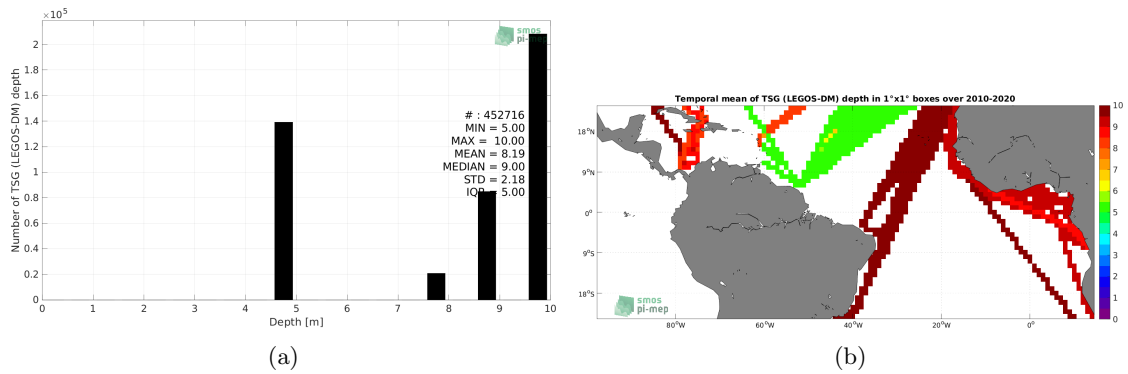 ×10⁵
smos
pi-mep
2
1.8
1.6
1.4
1.2
1
0.8
0.6
0.4
0.2
0
Number of TSG (LEGOS-DM) depth
# : 452716
MIN = 5.00
MAX = 10.00
MEAN = 8.19
MEDIAN = 9.00
STD = 2.18
IQR = 5.00
0 1 2 3 4 5 6 7 8 9 10
Depth [m]
(a)
Temporal mean of TSG (LEGOS-DM) depth in 1°x1° boxes over 2010-2020
18°N
9°N
0°
9°S
18°S
80°W 60°W 40°W 20°W 0°
smos
pi-mep
10
9
8
7
6
5
4
3
2
1
0
(b)